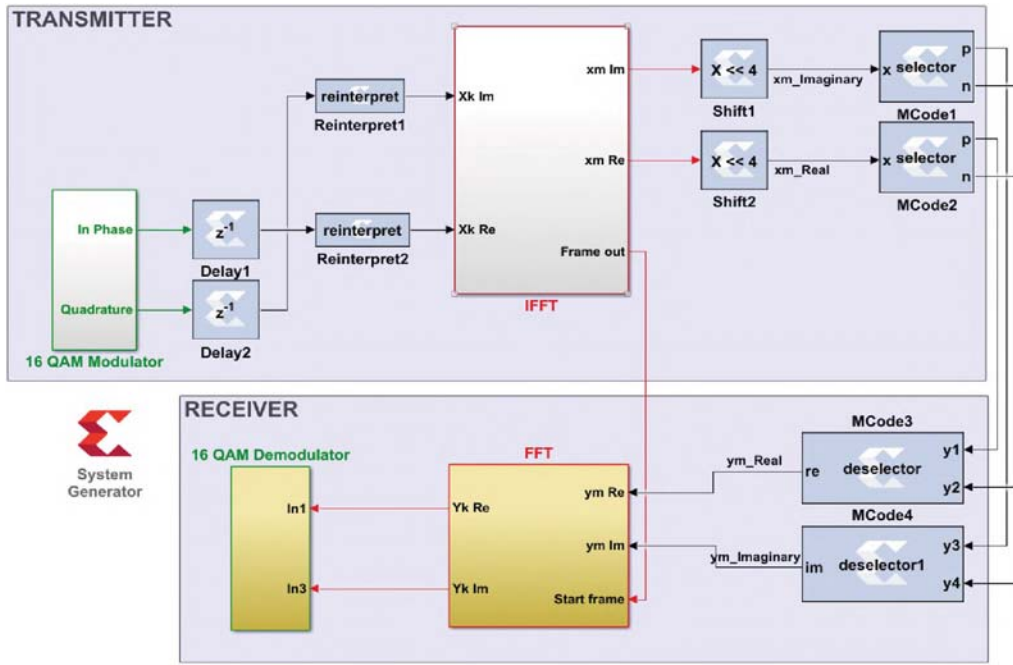 TRANSMITTER
In Phase
Quadrature
16 QAM Modulator
z-1
Delay1
z-1
Delay2
reinterpret
Reinterpret1
reinterpret
Reinterpret2
Xk Im
Xk Re
xm Im
xm Re
Frame out
IFFT
X << 4
Shift1
xm_Imaginary
X << 4
Shift2
xm_Real
x selector p n
MCode1
x selector p n
MCode2
System
Generator
RECEIVER
16 QAM Demodulator
In1
In3
FFT
Yk Re
Yk Im
ym Re
ym Im
Start frame
ym_Real
ym_Imaginary
MCode3
re deselector y1 y2
MCode4
im deselector1 y3 y4